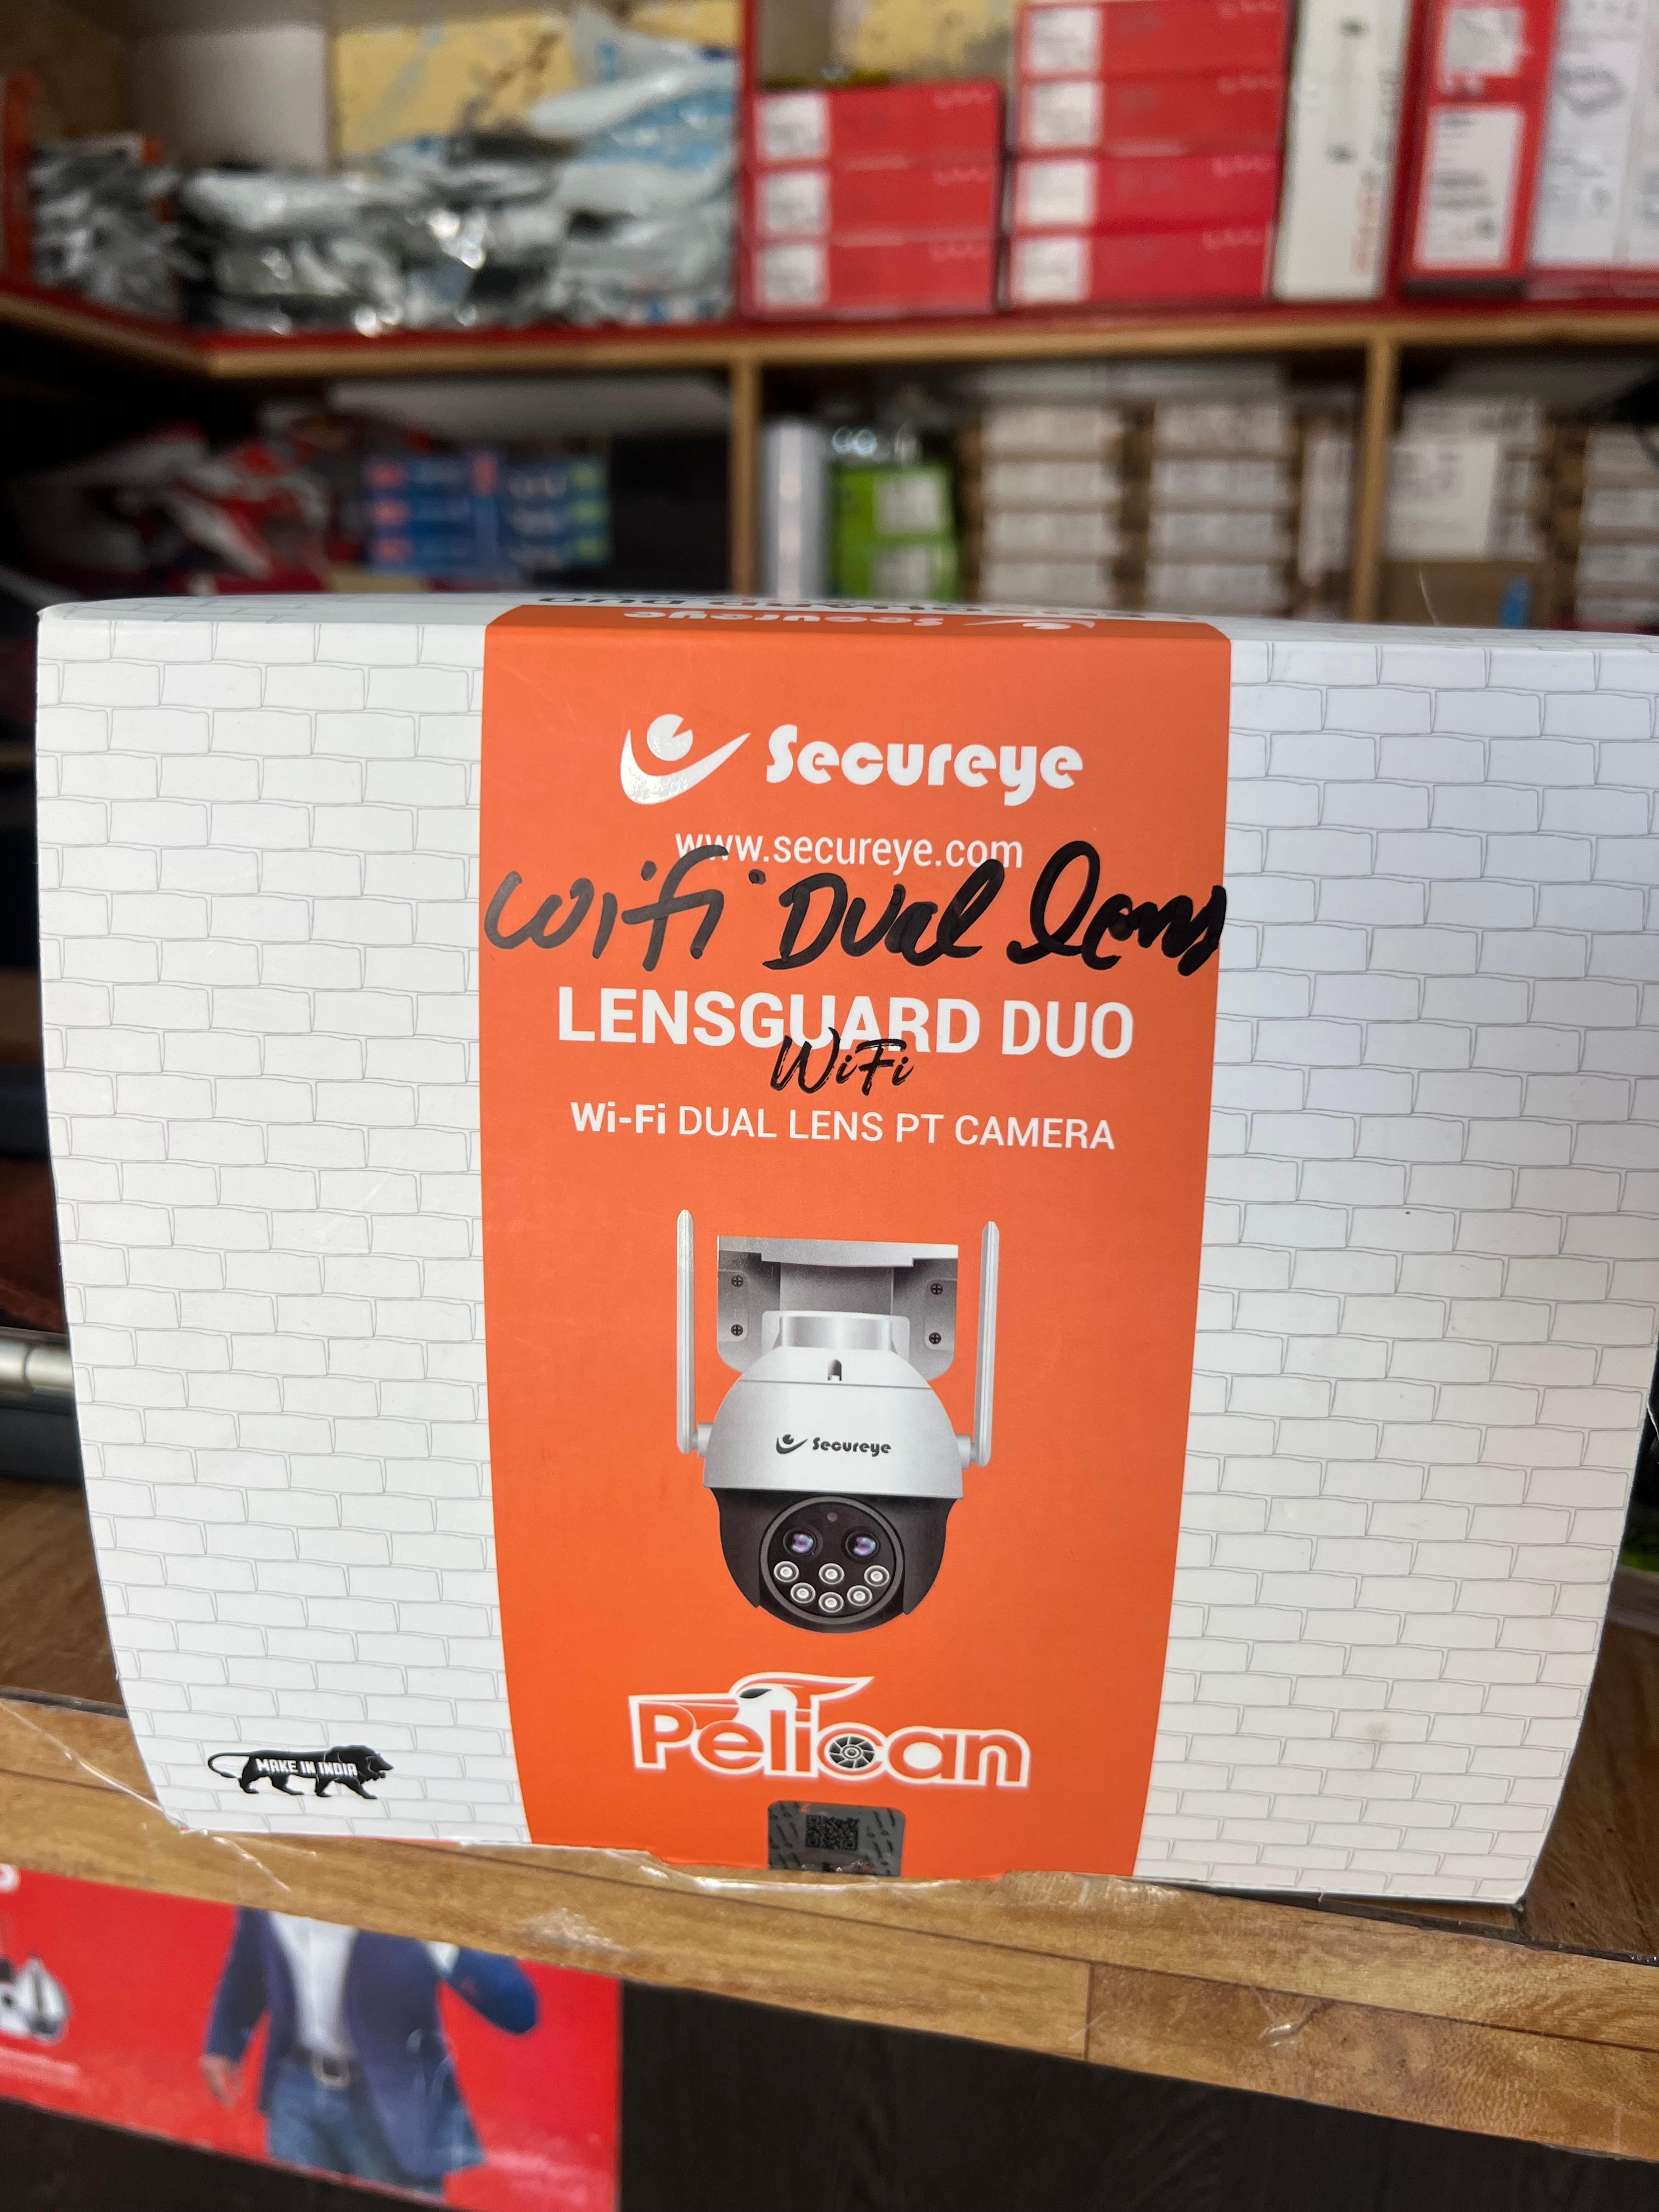 Secureye
Secureye
www.secureye.com
wifi Dual lens
LENSGUARD DUO
WiFi
Wi-Fi DUAL LENS PT CAMERA
Secureye
Pelican
MAKE IN INDIA